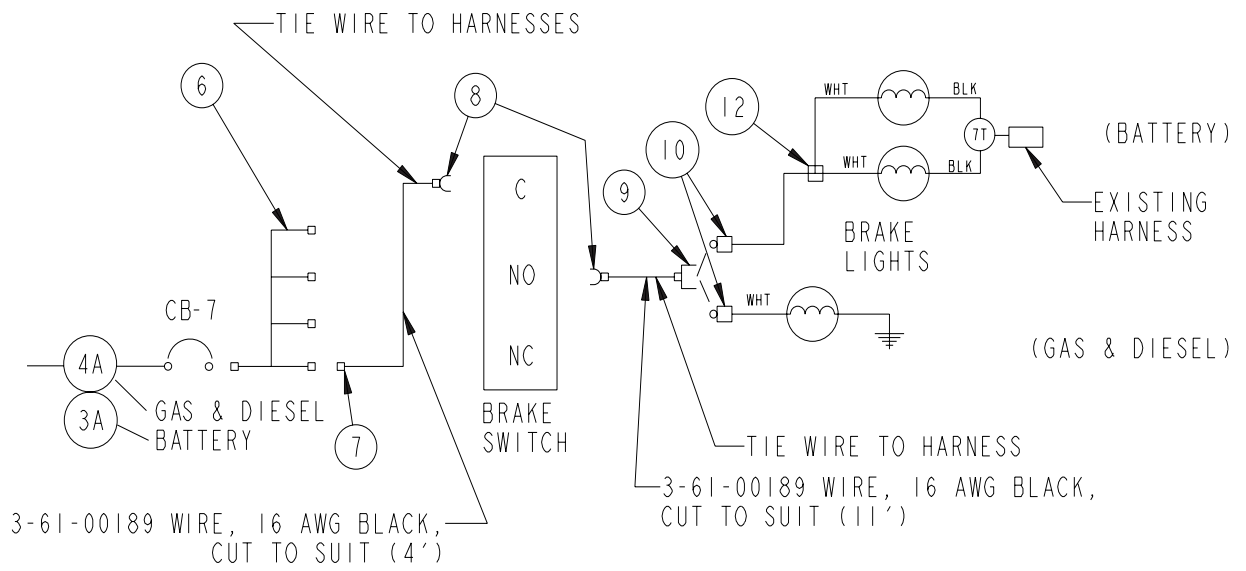 TIE WIRE TO HARNESSES
6
8
12
WHT
BLK
7T
(BATTERY)
10
WHT
BLK
C
9
EXISTING
HARNESS
BRAKE
LIGHTS
NO
CB-7
WHT
(GAS & DIESEL)
NC
4A
GAS & DIESEL
3A
BATTERY
7
BRAKE
SWITCH
TIE WIRE TO HARNESS
3-61-00189 WIRE, 16 AWG BLACK,
CUT TO SUIT (11')
3-61-00189 WIRE, 16 AWG BLACK,
CUT TO SUIT (4')